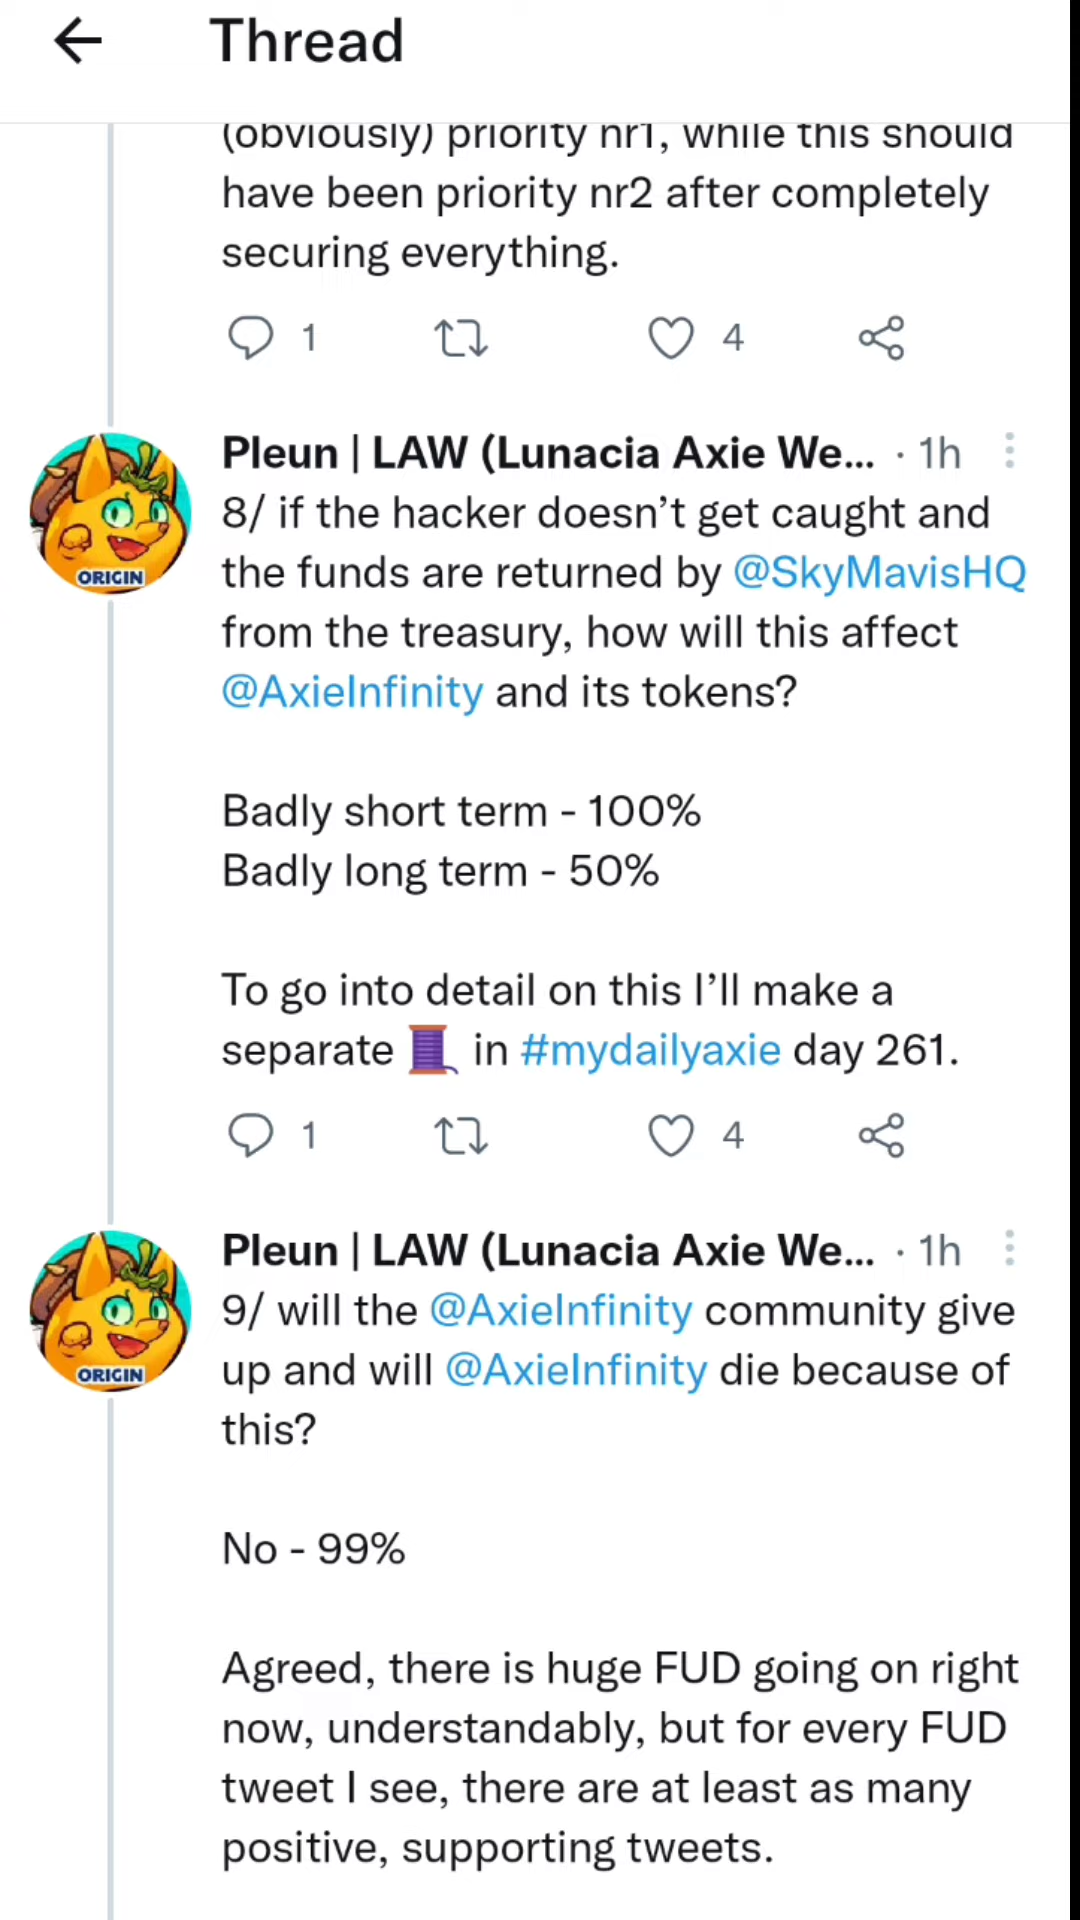 Thread
(obviously) priority nr1, while this should
have been priority nr2 after completely
securing everything.
1 4
Pleun | LAW (Lunacia Axie We... · 1h
8/ if the hacker doesn’t get caught and
the funds are returned by @SkyMavisHQ
from the treasury, how will this affect
@AxieInfinity and its tokens?
Badly short term - 100%
Badly long term - 50%
To go into detail on this I’ll make a
separate 🧵 in #mydailyaxie day 261.
ORIGIN
1 4
Pleun | LAW (Lunacia Axie We... · 1h
9/ will the @AxieInfinity community give
up and will @AxieInfinity die because of
this?
No - 99%
Agreed, there is huge FUD going on right
now, understandably, but for every FUD
tweet I see, there are at least as many
positive, supporting tweets.
ORIGIN